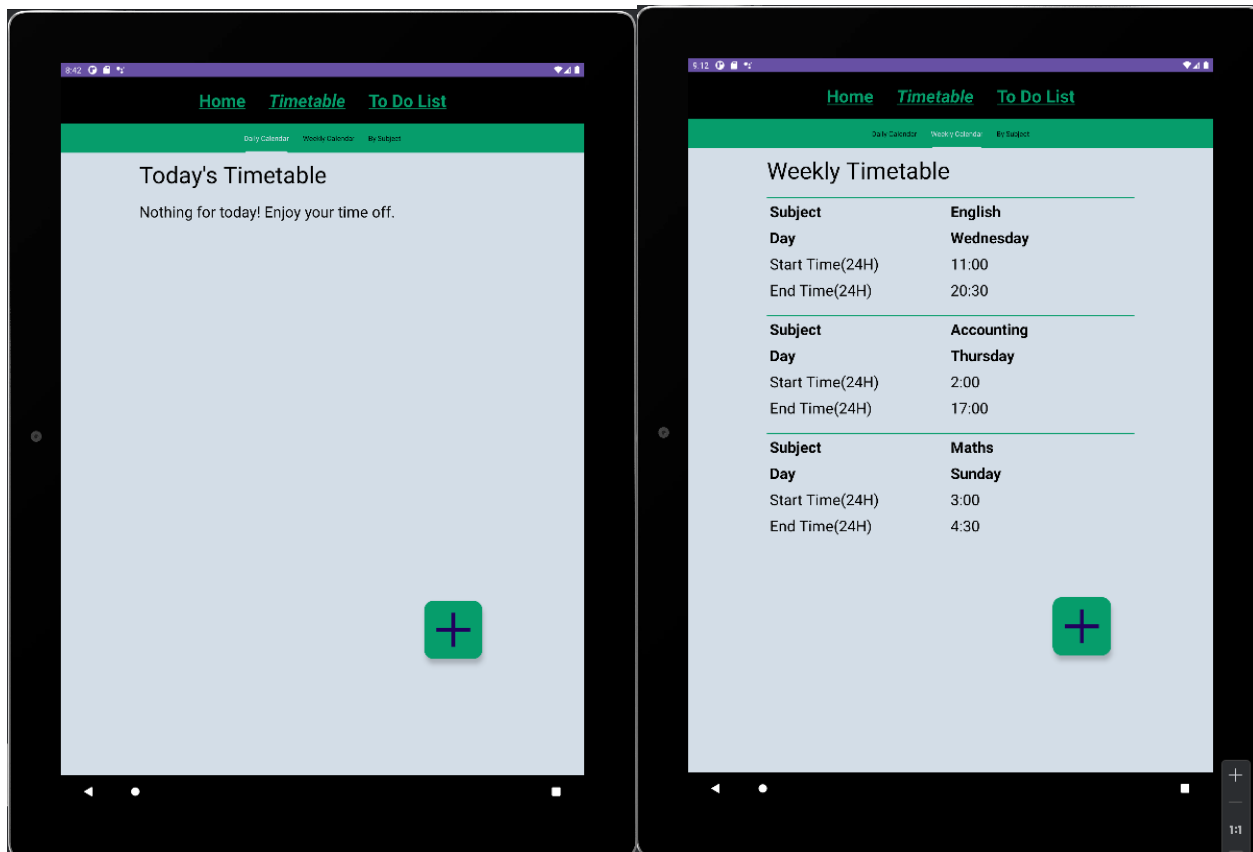 8:42
Home Timetable To Do List
Daily Calendar Weekly Calendar By Subject
Today's Timetable
Nothing for today! Enjoy your time off.
9:12
Home Timetable To Do List
Daily Calendar Weekly Calendar By Subject
Weekly Timetable
Subject English
Day Wednesday
Start Time(24H) 11:00
End Time(24H) 20:30
Subject Accounting
Day Thursday
Start Time(24H) 2:00
End Time(24H) 17:00
Subject Maths
Day Sunday
Start Time(24H) 3:00
End Time(24H) 4:30
1:1